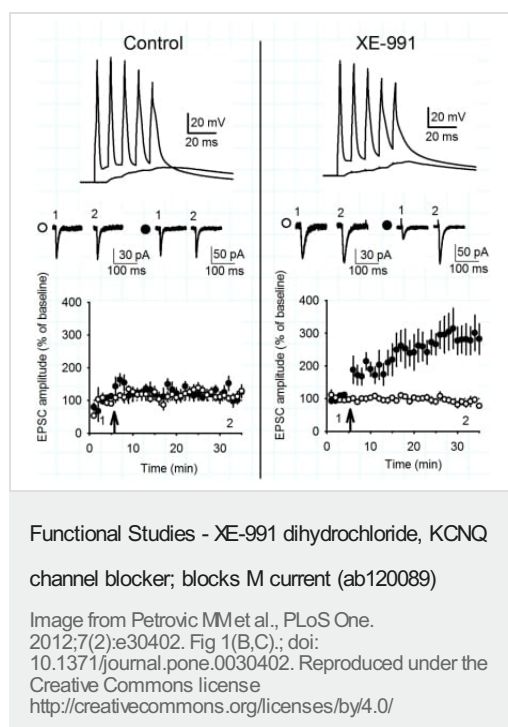 Control
XE-991
20 mV
20 ms
20 mV
20 ms
1 2 1 2
30 pA
100 ms
50 pA
100 ms
1 2 1 2
30 pA
100 ms
50 pA
100 ms
EPSC amplitude (% of baseline)
400
300
200
100
0
1
2
0 10 20 30
Time (min)
EPSC amplitude (% of baseline)
400
300
200
100
0
1
2
0 10 20 30
Time (min)
Functional Studies - XE-991 dihydrochloride, KCNQ
channel blocker; blocks M current (ab120089)
Image from Petrovic MM et al., PLoS One.
2012;7(2):e30402. Fig 1(B,C).; doi:
10.1371/journal.pone.0030402. Reproduced under the
Creative Commons license
http://creativecommons.org/licenses/by/4.0/